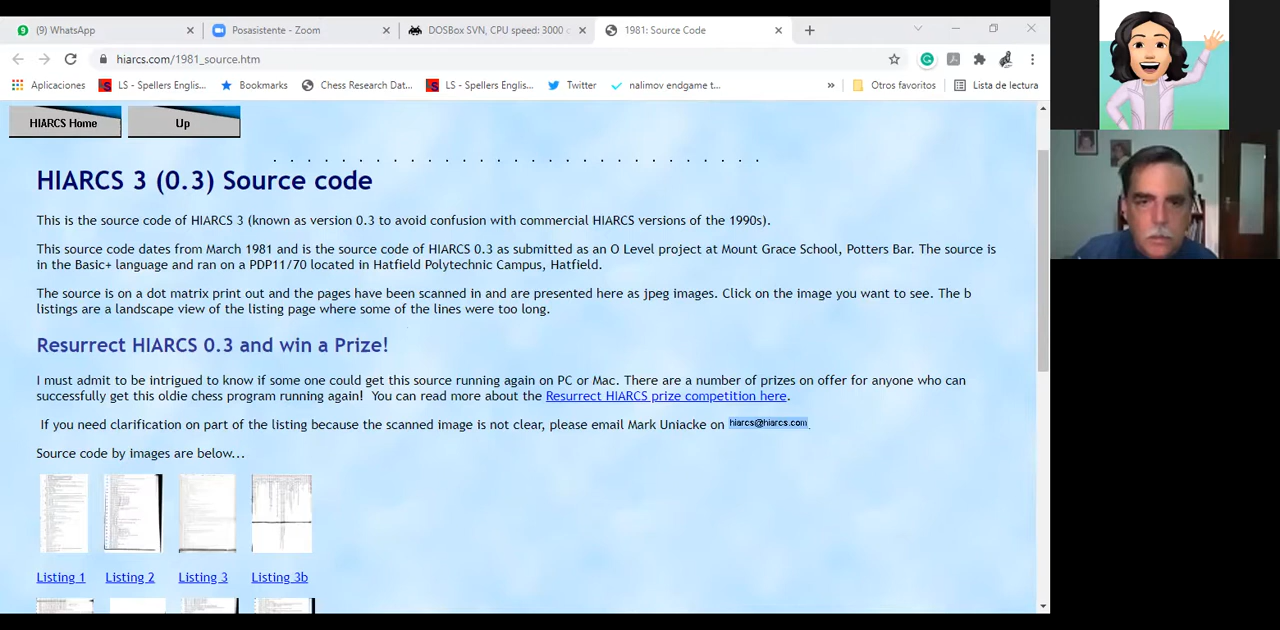 (9) WhatsApp
Posasistente - Zoom
DOSBox SVN, CPU speed: 3000 c
1981: Source Code
hiarcs.com/1981_source.htm
Aplicaciones
LS - Spellers Englis...
Bookmarks
Chess Research Dat...
LS - Spellers Englis...
Twitter
nalimov endgame t...
»
Otros favoritos
Lista de lectura
HIARCS Home
Up
HIARCS 3 (0.3) Source code
This is the source code of HIARCS 3 (known as version 0.3 to avoid confusion with commercial HIARCS versions of the 1990s).
This source code dates from March 1981 and is the source code of HIARCS 0.3 as submitted as an O Level project at Mount Grace School, Potters Bar. The source is
in the Basic+ language and ran on a PDP11/70 located in Hatfield Polytechnic Campus, Hatfield.
The source is on a dot matrix print out and the pages have been scanned in and are presented here as jpeg images. Click on the image you want to see. The b
listings are a landscape view of the listing page where some of the lines were too long.
Resurrect HIARCS 0.3 and win a Prize!
I must admit to be intrigued to know if some one could get this source running again on PC or Mac. There are a number of prizes on offer for anyone who can
successfully get this oldie chess program running again! You can read more about the Resurrect HIARCS prize competition here.
If you need clarification on part of the listing because the scanned image is not clear, please email Mark Uniacke on hiarcs@hiarcs.com.
Source code by images are below...
Listing 1
Listing 2
Listing 3
Listing 3b